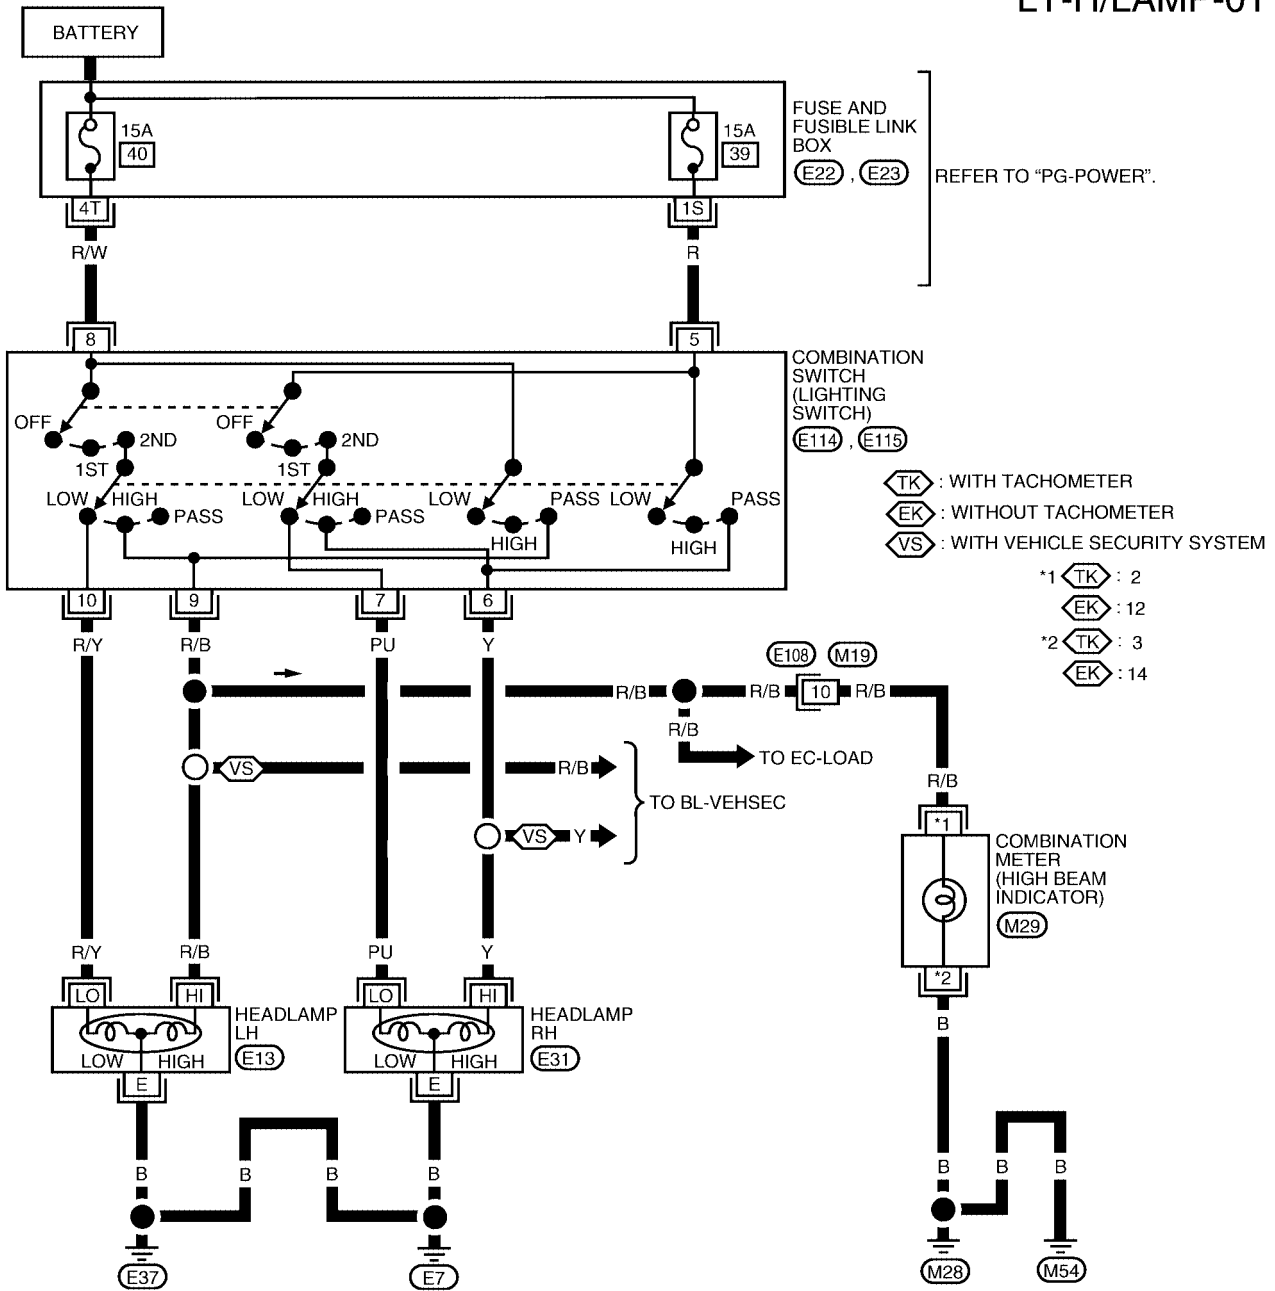 BATTERY
15A
40
15A
39
FUSE AND
FUSIBLE LINK
BOX
E22 , E23
REFER TO “PG-POWER”.
4T
1S
R/W
R
8
5
COMBINATION
SWITCH
(LIGHTING
SWITCH)
E114 , E115
OFF
2ND
1ST
OFF
2ND
1ST
LOW
HIGH
PASS
LOW
HIGH
PASS
LOW
PASS
HIGH
LOW
PASS
HIGH
TK : WITH TACHOMETER
EK : WITHOUT TACHOMETER
VS : WITH VEHICLE SECURITY SYSTEM
*1 TK : 2
EK : 12
*2 TK : 3
EK : 14
10
9
7
6
R/Y
R/B
PU
Y
E108
M19
R/B
R/B
10
R/B
R/B
TO EC-LOAD
VS
R/B
TO BL-VEHSEC
VS
Y
R/B
*1
COMBINATION
METER
(HIGH BEAM
INDICATOR)
M29
*2
B
R/Y
R/B
PU
Y
LO
HI
LO
HI
HEADLAMP
LH
E13
HEADLAMP
RH
E31
LOW
HIGH
LOW
HIGH
E
E
B
B
B
B
B
B
B
E37
E7
M28
M54